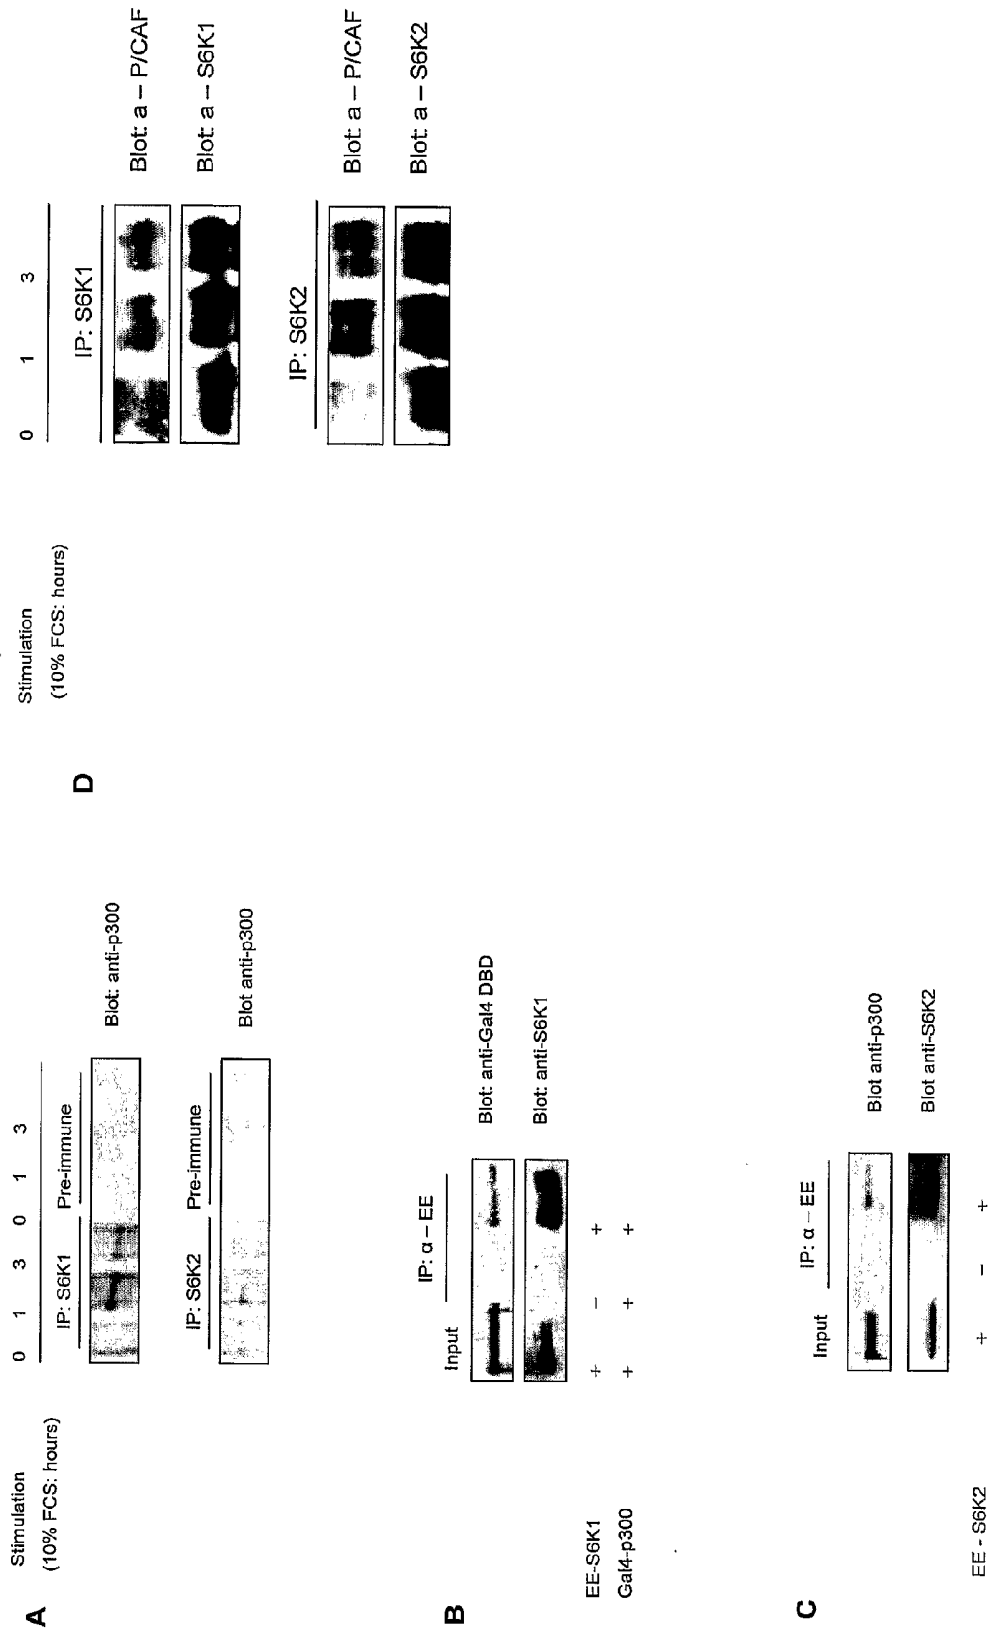 A
Stimulation
(10% FCS: hours)
0 1 3 0 1 3
IP: S6K1 Pre-immune
Blot: anti-p300
IP: S6K2 Pre-immune
Blot anti-p300
B
Input IP: α – EE
Blot: anti-Gal4 DBD
Blot: anti-S6K1
EE-S6K1 + – +
Gal4-p300 + + +
C
Input IP: α – EE
Blot anti-p300
Blot anti-S6K2
EE - S6K2 + – +
D
Stimulation
(10% FCS: hours)
0 1 3
IP: S6K1
Blot: a – P/CAF
Blot: a – S6K1
IP: S6K2
Blot: a – P/CAF
Blot: a – S6K2